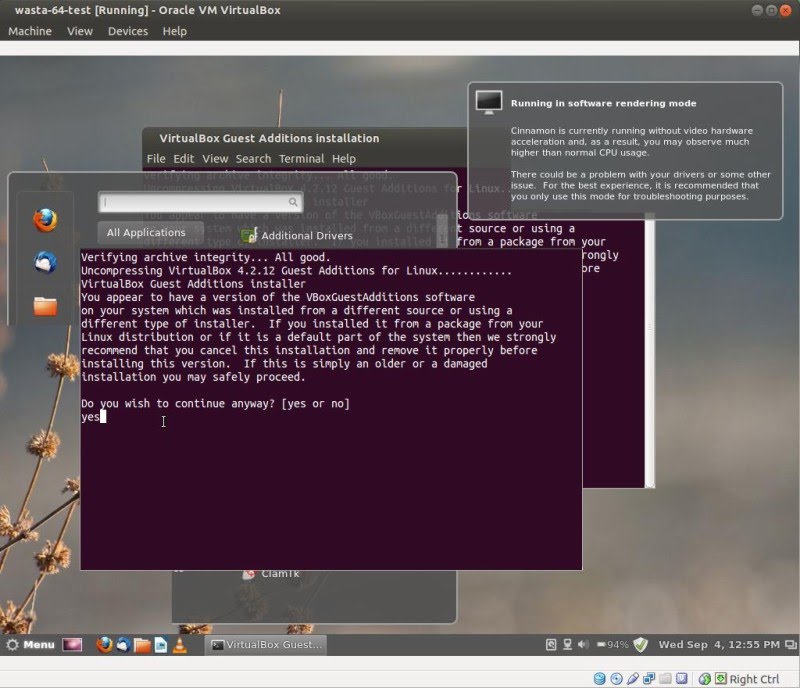 wasta-64-test [Running] - Oracle VM VirtualBox
Machine View Devices Help
Running in software rendering mode
Cinnamon is currently running without video hardware
acceleration and, as a result, you may observe much
higher than normal CPU usage.
There could be a problem with your drivers or some other
issue. For the best experience, it is recommended that
you only use this mode for troubleshooting purposes.
VirtualBox Guest Additions installation
File Edit View Search Terminal Help
All Applications
Additional Drivers
Verifying archive integrity... All good.
Uncompressing VirtualBox 4.2.12 Guest Additions for Linux............
VirtualBox Guest Additions installer
You appear to have a version of the VBoxGuestAdditions software
on your system which was installed from a different source or using a
different type of installer.  If you installed it from a package from your
Linux distribution or if it is a default part of the system then we strongly
recommend that you cancel this installation and remove it properly before
installing this version.  If this is simply an older or a damaged
installation you may safely proceed.
Do you wish to continue anyway? [yes or no]
yes
ClamTk
Menu
VirtualBox Guest...
94%
Wed Sep 4, 12:55 PM
Right Ctrl